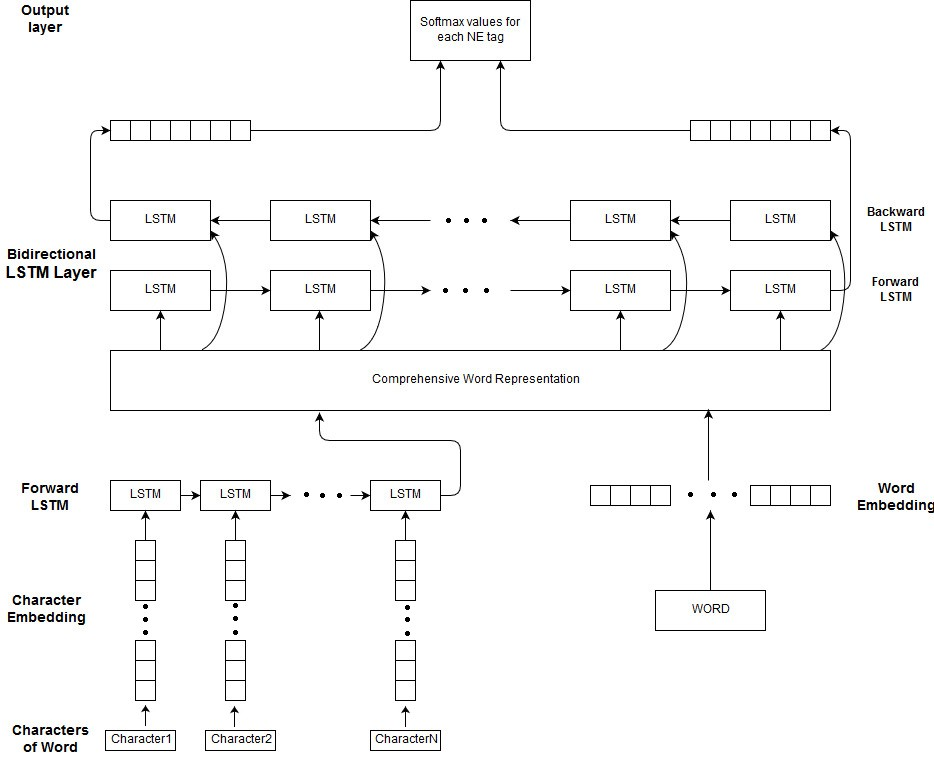 Output
layer
Softmax values for
each NE tag
LSTM
LSTM
LSTM
LSTM
Backward
LSTM
Bidirectional
LSTM Layer
LSTM
LSTM
LSTM
LSTM
Forward
LSTM
Comprehensive Word Representation
Forward
LSTM
LSTM
LSTM
LSTM
Word
Embedding
Character
Embedding
WORD
Characters
of Word
Character1
Character2
CharacterN